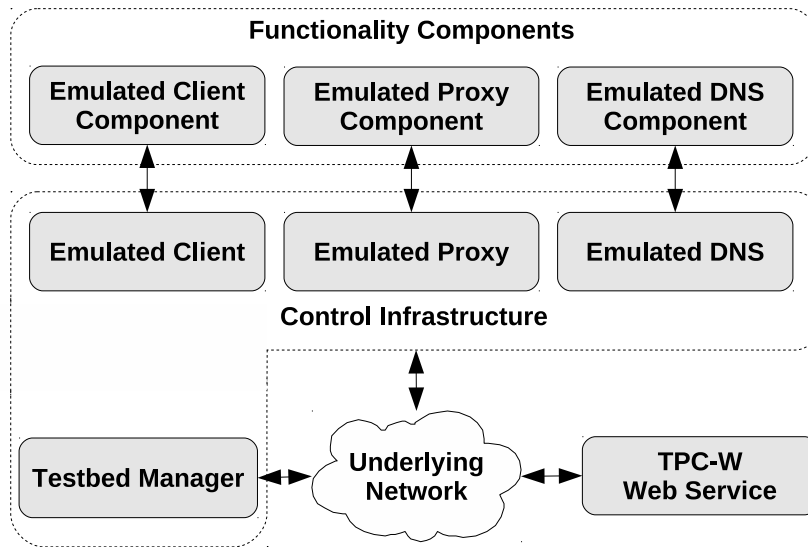 Functionality Components
Emulated Client
Component
Emulated Proxy
Component
Emulated DNS
Component
Emulated Client
Emulated Proxy
Emulated DNS
Control Infrastructure
Testbed Manager
Underlying
Network
TPC-W
Web Service